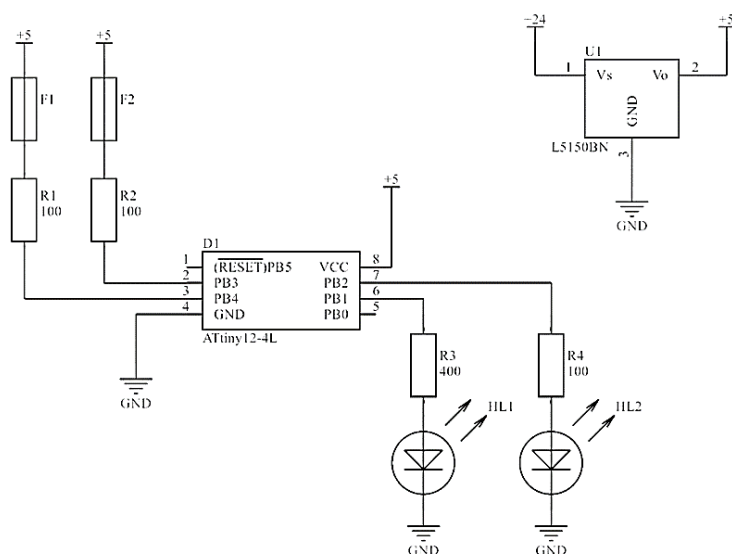 +5
+5
+24
+5
U1
1
Vs
Vo
2
GND
3
L5150BN
GND
F1
F2
R1
100
R2
100
+5
D1
1
(RESET)PB5
VCC
8
2
PB3
PB2
7
3
PB4
PB1
6
4
GND
PB0
5
ATtiny12-4L
GND
R3
400
R4
100
HL1
HL2
GND
GND